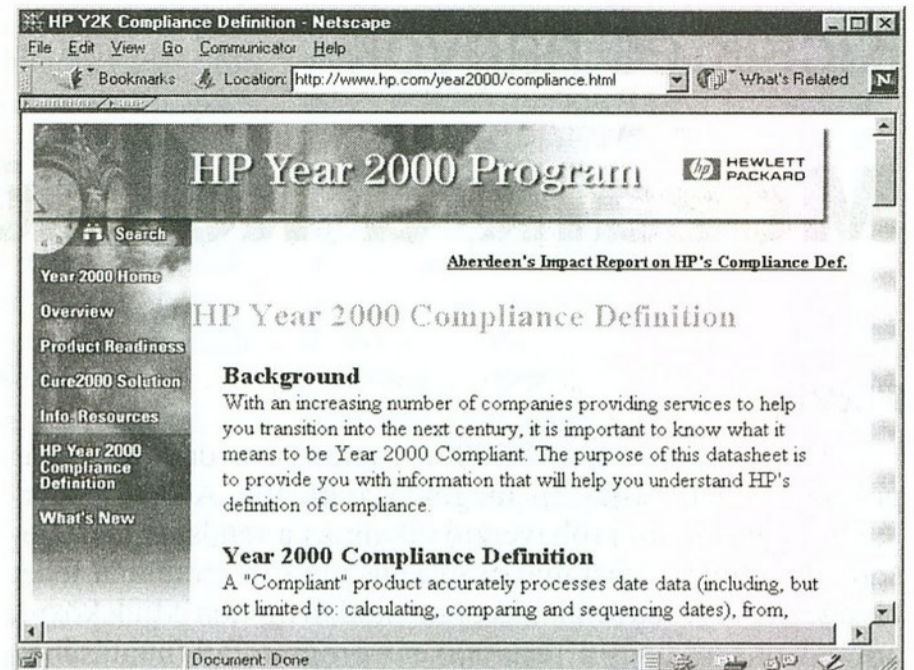 HP Y2K Compliance Definition - Netscape
File Edit View Go Communicator Help
Bookmarks Location: http://www.hp.com/year2000/compliance.html What's Related N
HP Year 2000 Program hp HEWLETT
PACKARD
Search
Aberdeen's Impact Report on HP's Compliance Def.
Year 2000 Home
Overview
Product Readiness
Cure2000 Solution
Info. Resources
HP Year 2000
Compliance
Definition
What's New
HP Year 2000 Compliance Definition
Background
With an increasing number of companies providing services to help
you transition into the next century, it is important to know what it
means to be Year 2000 Compliant. The purpose of this datasheet is
to provide you with information that will help you understand HP's
definition of compliance.
Year 2000 Compliance Definition
A "Compliant" product accurately processes date data (including, but
not limited to: calculating, comparing and sequencing dates), from,
Document: Done